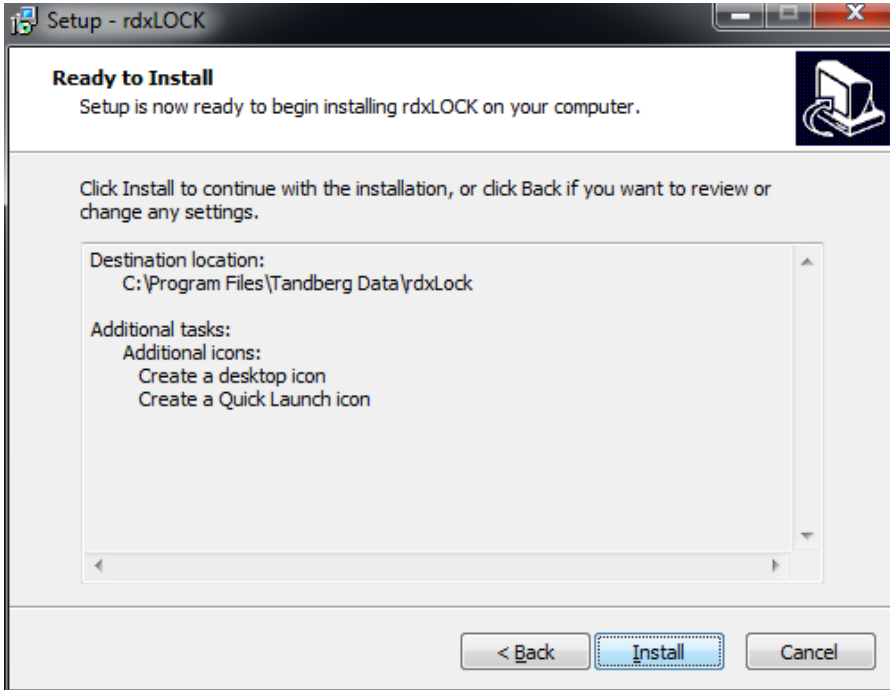 Setup - rdxLOCK
Ready to Install
Setup is now ready to begin installing rdxLOCK on your computer.
Click Install to continue with the installation, or click Back if you want to review or
change any settings.
Destination location:
C:\Program Files\Tandberg Data\rdxLock
Additional tasks:
Additional icons:
Create a desktop icon
Create a Quick Launch icon
< Back
Install
Cancel